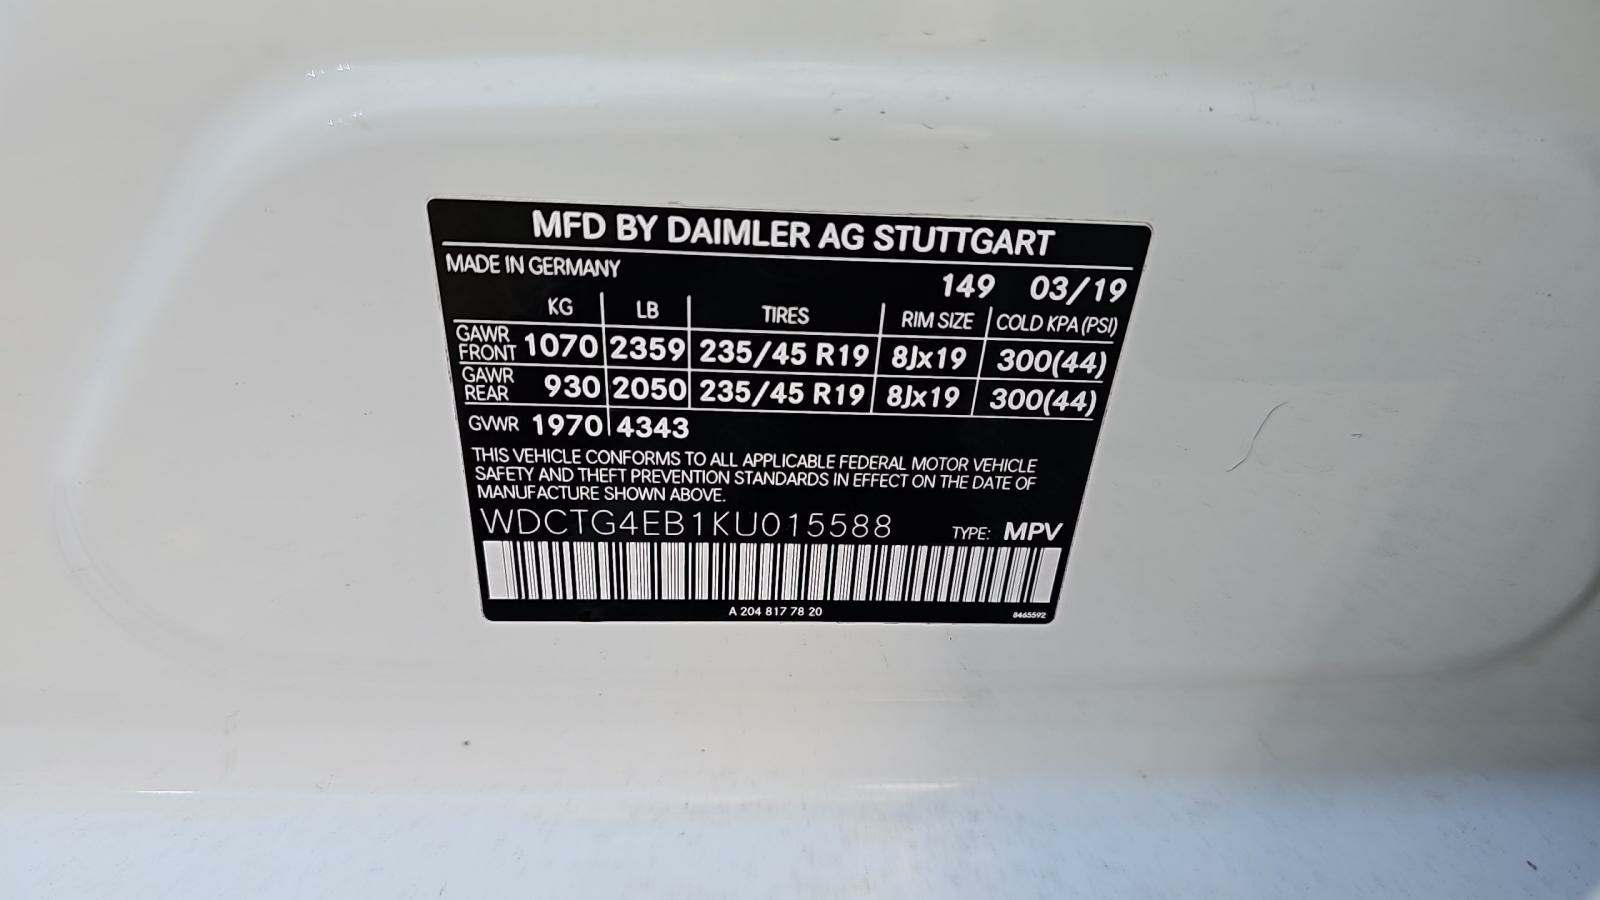 MFD BY DAIMLER AG STUTTGART
MADE IN GERMANY
149 03/19
KG LB TIRES RIM SIZE COLD KPA (PSI)
GAWR FRONT 1070 2359 235/45 R19 8Jx19 300(44)
GAWR REAR 930 2050 235/45 R19 8Jx19 300(44)
GVWR 1970 4343
THIS VEHICLE CONFORMS TO ALL APPLICABLE FEDERAL MOTOR VEHICLE
SAFETY AND THEFT PREVENTION STANDARDS IN EFFECT ON THE DATE OF
MANUFACTURE SHOWN ABOVE.
WDCTG4EB1KU015588 TYPE: MPV
A 204 817 78 20 8465592